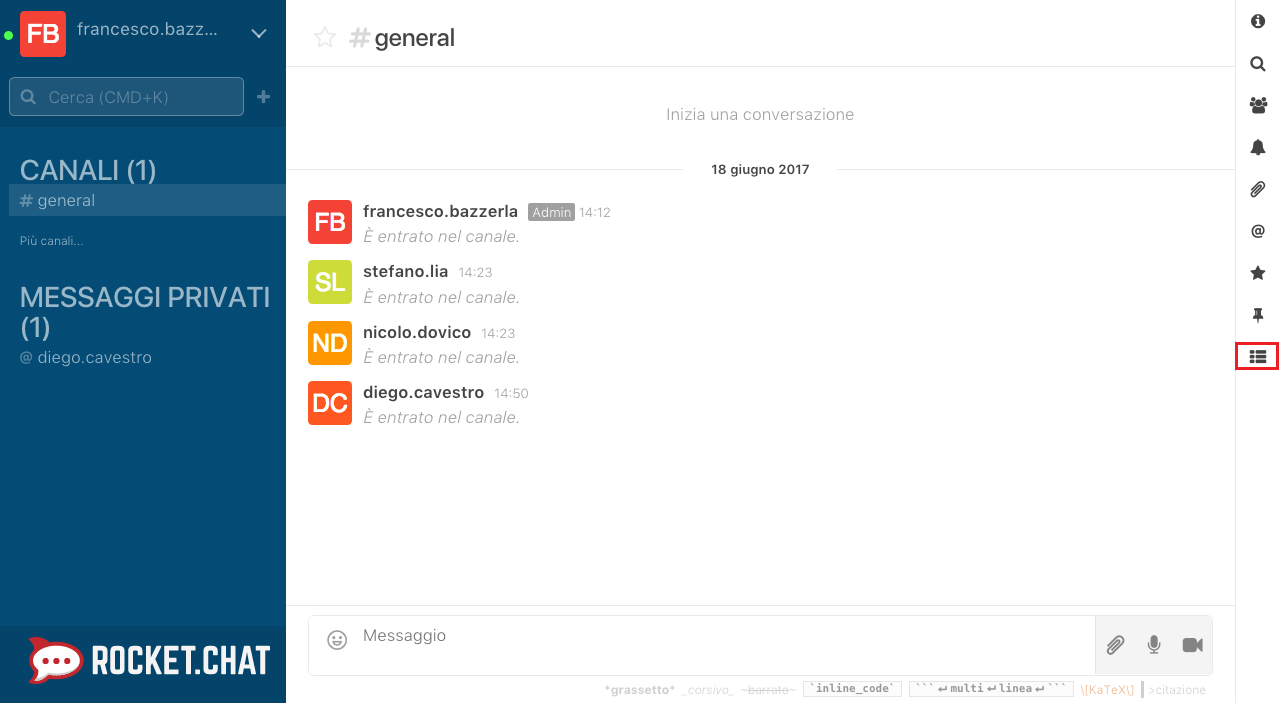 FB francesco.bazz...
Cerca (CMD+K)
CANALI (1)
# general
Più canali...
MESSAGGI PRIVATI
(1)
@ diego.cavestro
ROCKET.CHAT
#general
Inizia una conversazione
18 giugno 2017
FB francesco.bazzerla Admin 14:12
È entrato nel canale.
SL stefano.lia 14:23
È entrato nel canale.
ND nicolo.dovico 14:23
È entrato nel canale.
DC diego.cavestro 14:50
È entrato nel canale.
Messaggio
*grassetto* _corsivo_ ~barrato~ `inline_code` ```↵multi↵linea↵``` \[KaTeX\] >citazione
@